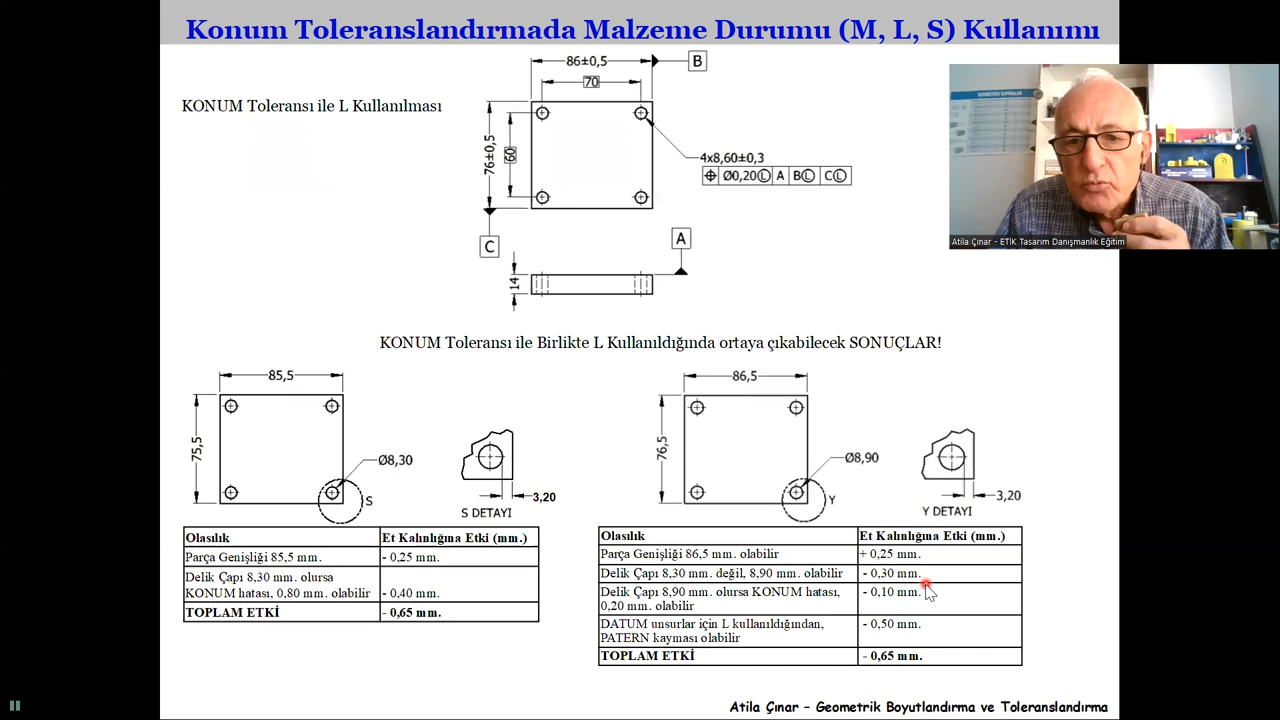 Konum Toleranslandırmada Malzeme Durumu (M, L, S) Kullanımı
KONUM Toleransı ile L Kullanılması
86±0,5
B
70
76±0,5
60
4x8,60±0,3
⌖ Ø0,20Ⓛ A BⓁ CⓁ
C
A
14
Atila Çınar - ETİK Tasarım Danışmanlık Eğitim
KONUM Toleransı ile Birlikte L Kullanıldığında ortaya çıkabilecek SONUÇLAR!
85,5
75,5
Ø8,30
S
3,20
S DETAYI
86,5
76,5
Ø8,90
Y
3,20
Y DETAYI
Olasılık Et Kalınlığına Etki (mm.)
Parça Genişliği 85,5 mm. - 0,25 mm.
Delik Çapı 8,30 mm. olursa
KONUM hatası, 0,80 mm. olabilir - 0,40 mm.
TOPLAM ETKİ - 0,65 mm.
Olasılık Et Kalınlığına Etki (mm.)
Parça Genişliği 86,5 mm. olabilir + 0,25 mm.
Delik Çapı 8,30 mm. değil, 8,90 mm. olabilir - 0,30 mm.
Delik Çapı 8,90 mm. olursa KONUM hatası, - 0,10 mm.
0,20 mm. olabilir
DATUM unsurlar için L kullanıldığından, - 0,50 mm.
PATERN kayması olabilir
TOPLAM ETKİ - 0,65 mm.
Atila Çınar – Geometrik Boyutlandırma ve Toleranslandırma